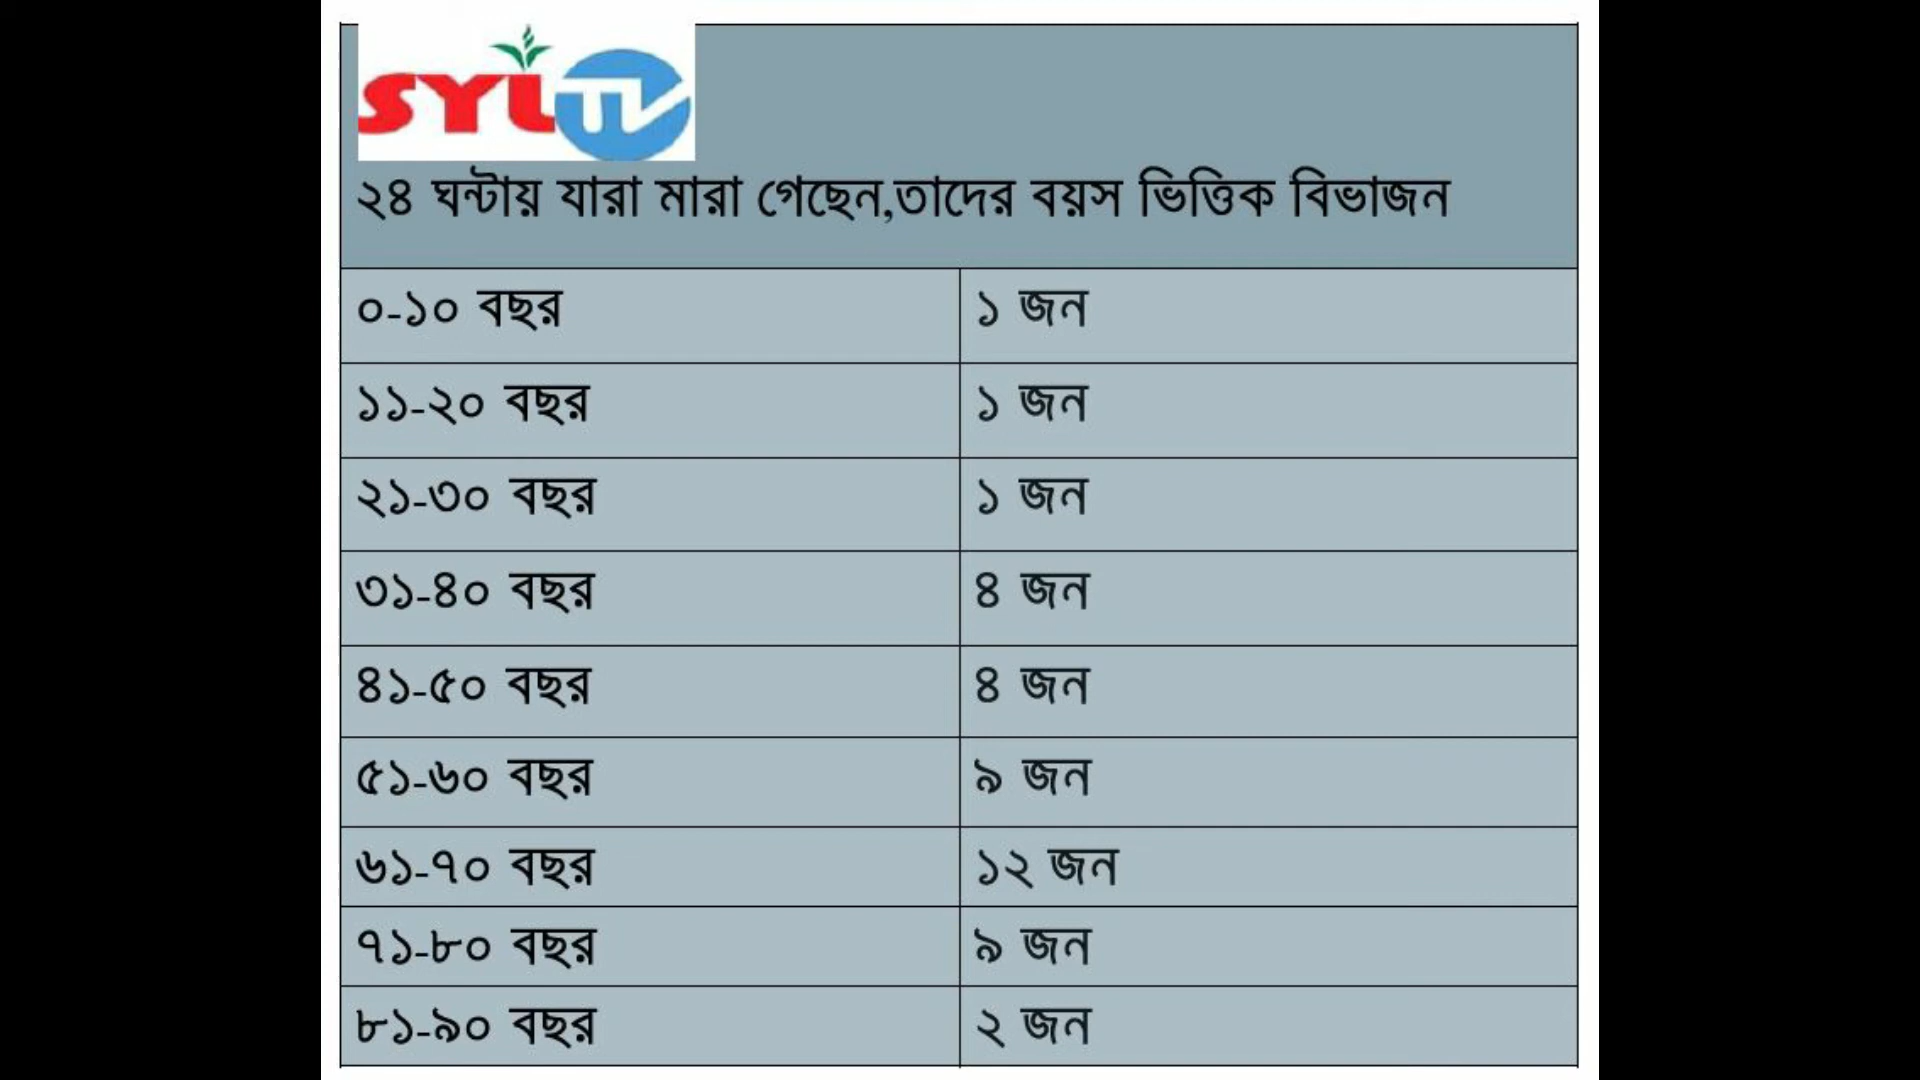 SYL TV
২৪ ঘন্টায় যারা মারা গেছেন,তাদের বয়স ভিত্তিক বিভাজন
০-১০ বছর ১ জন
১১-২০ বছর ১ জন
২১-৩০ বছর ১ জন
৩১-৪০ বছর ৪ জন
৪১-৫০ বছর ৪ জন
৫১-৬০ বছর ৯ জন
৬১-৭০ বছর ১২ জন
৭১-৮০ বছর ৯ জন
৮১-৯০ বছর ২ জন